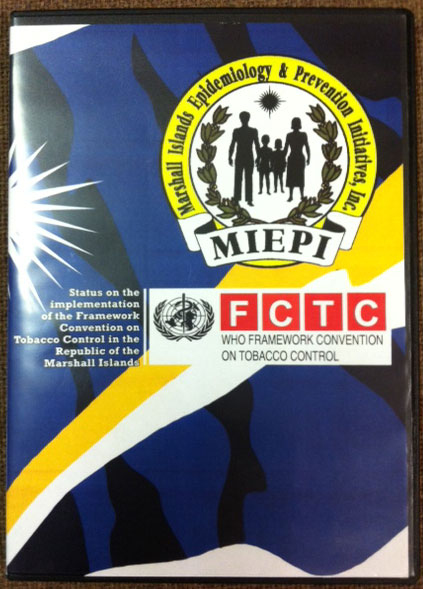 Marshall Islands Epidemiology & Prevention Initiatives, Inc.
MIEPI
Status on the
implementation
of the Framework
Convention on
Tobacco Control in the
Republic of the
Marshall Islands
FCTC
WHO FRAMEWORK CONVENTION
ON TOBACCO CONTROL